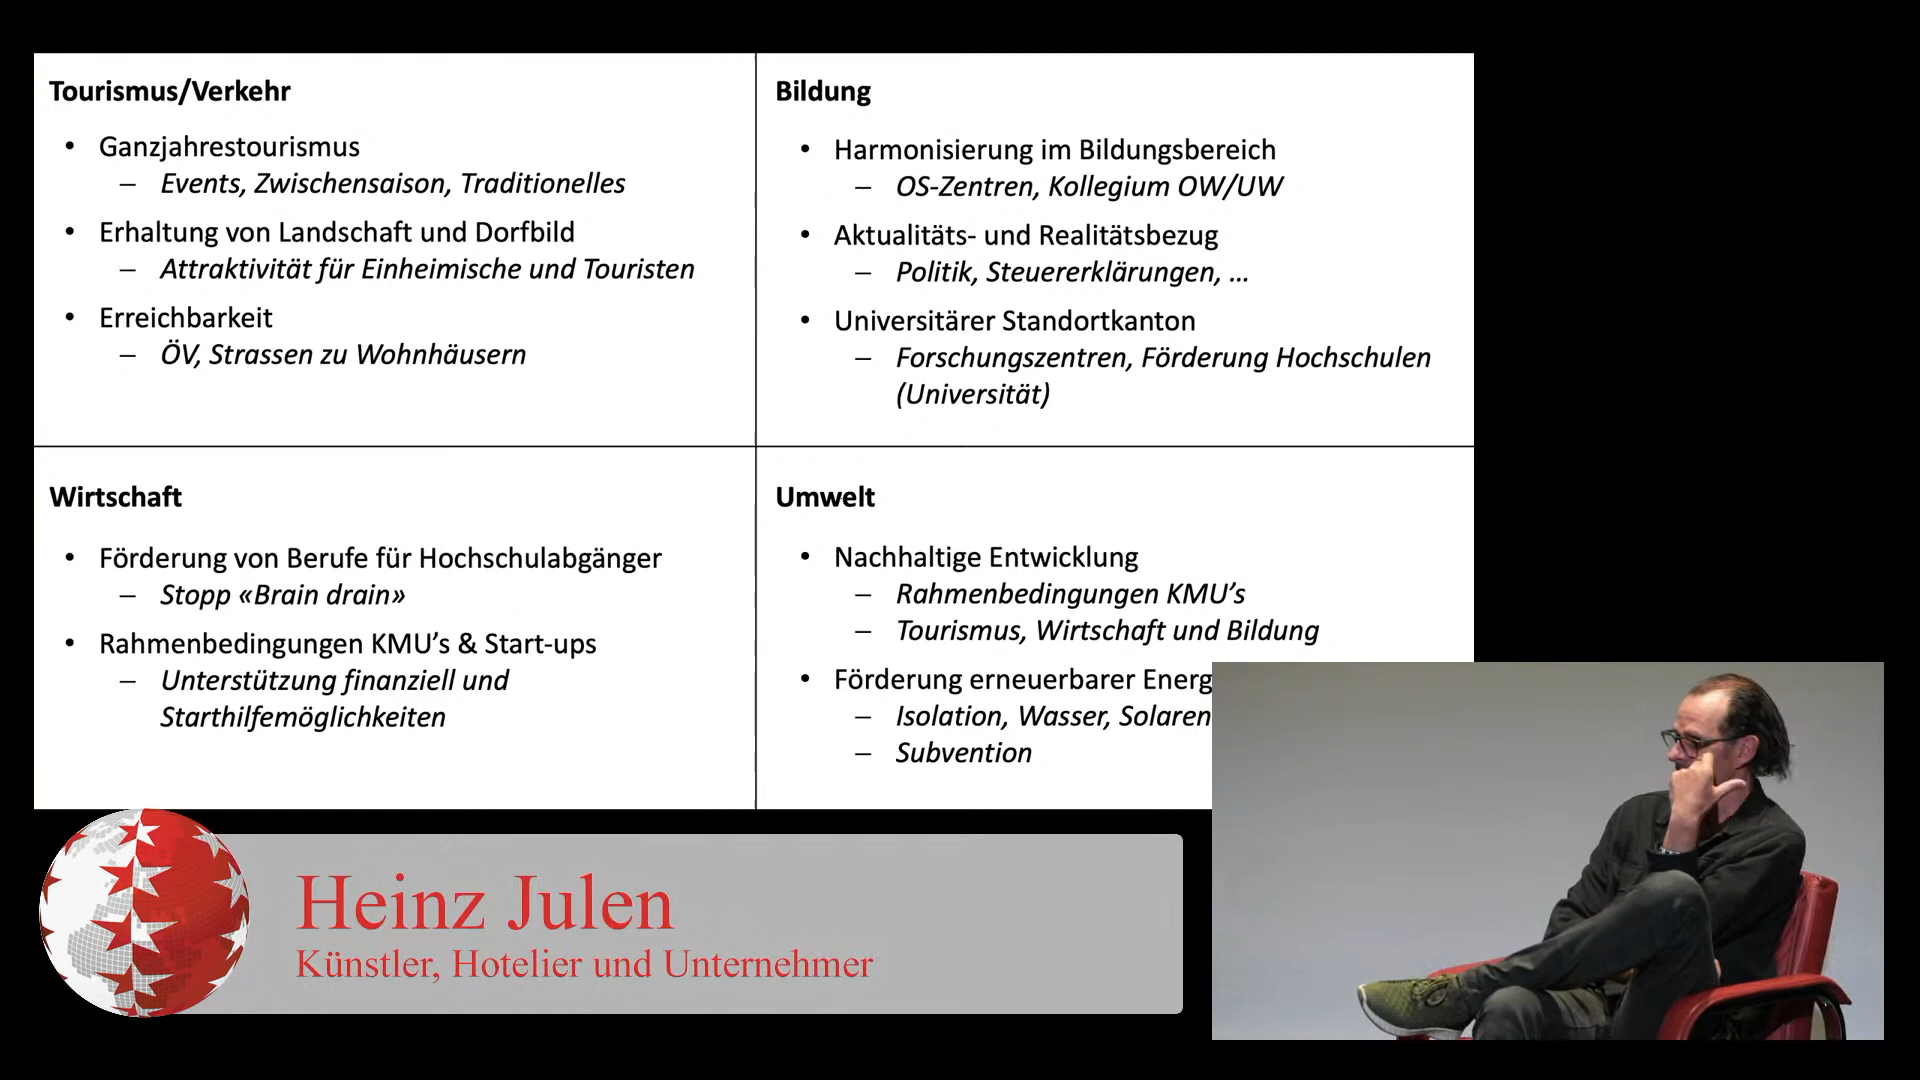 Tourismus/Verkehr
• Ganzjahrestourismus
– Events, Zwischensaison, Traditionelles
• Erhaltung von Landschaft und Dorfbild
– Attraktivität für Einheimische und Touristen
• Erreichbarkeit
– ÖV, Strassen zu Wohnhäusern
Bildung
• Harmonisierung im Bildungsbereich
– OS-Zentren, Kollegium OW/UW
• Aktualitäts- und Realitätsbezug
– Politik, Steuererklärungen, ...
• Universitärer Standortkanton
– Forschungszentren, Förderung Hochschulen
(Universität)
Wirtschaft
• Förderung von Berufe für Hochschulabgänger
– Stopp «Brain drain»
• Rahmenbedingungen KMU’s & Start-ups
– Unterstützung finanziell und
Starthilfemöglichkeiten
Umwelt
• Nachhaltige Entwicklung
– Rahmenbedingungen KMU’s
– Tourismus, Wirtschaft und Bildung
• Förderung erneuerbarer Energ
– Isolation, Wasser, Solaren
– Subvention
Heinz Julen
Künstler, Hotelier und Unternehmer